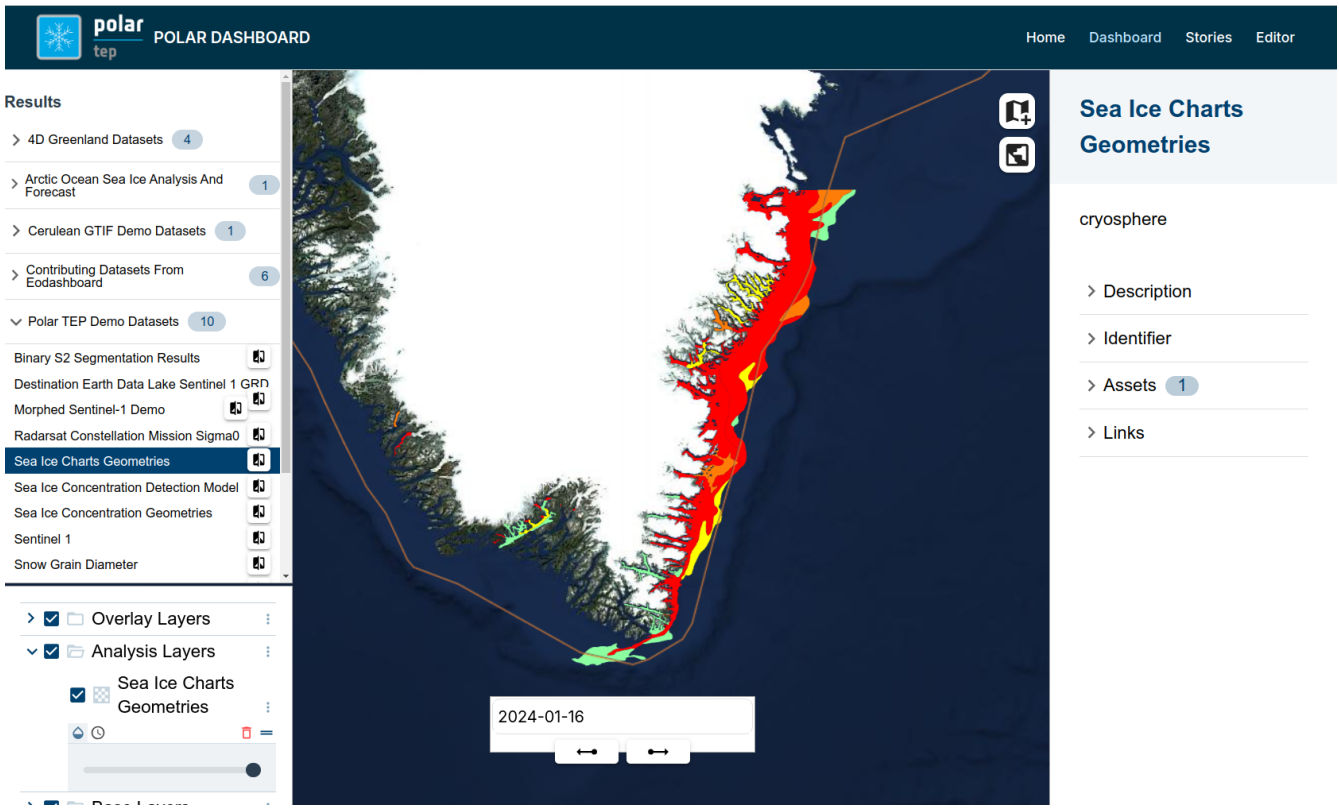 polar
tep
POLAR DASHBOARD
Home Dashboard Stories Editor
Results
4D Greenland Datasets 4
Arctic Ocean Sea Ice Analysis And
Forecast
1
Cerulean GTIF Demo Datasets 1
Contributing Datasets From
Eodashboard
6
Polar TEP Demo Datasets 10
Binary S2 Segmentation Results
Destination Earth Data Lake Sentinel 1 GRD
Morphed Sentinel-1 Demo
Radarsat Constellation Mission Sigma0
Sea Ice Charts Geometries
Sea Ice Concentration Detection Model
Sea Ice Concentration Geometries
Sentinel 1
Snow Grain Diameter
Overlay Layers
Analysis Layers
Sea Ice Charts
Geometries
Base Layers
2024-01-16
Sea Ice Charts
Geometries
cryosphere
Description
Identifier
Assets 1
Links